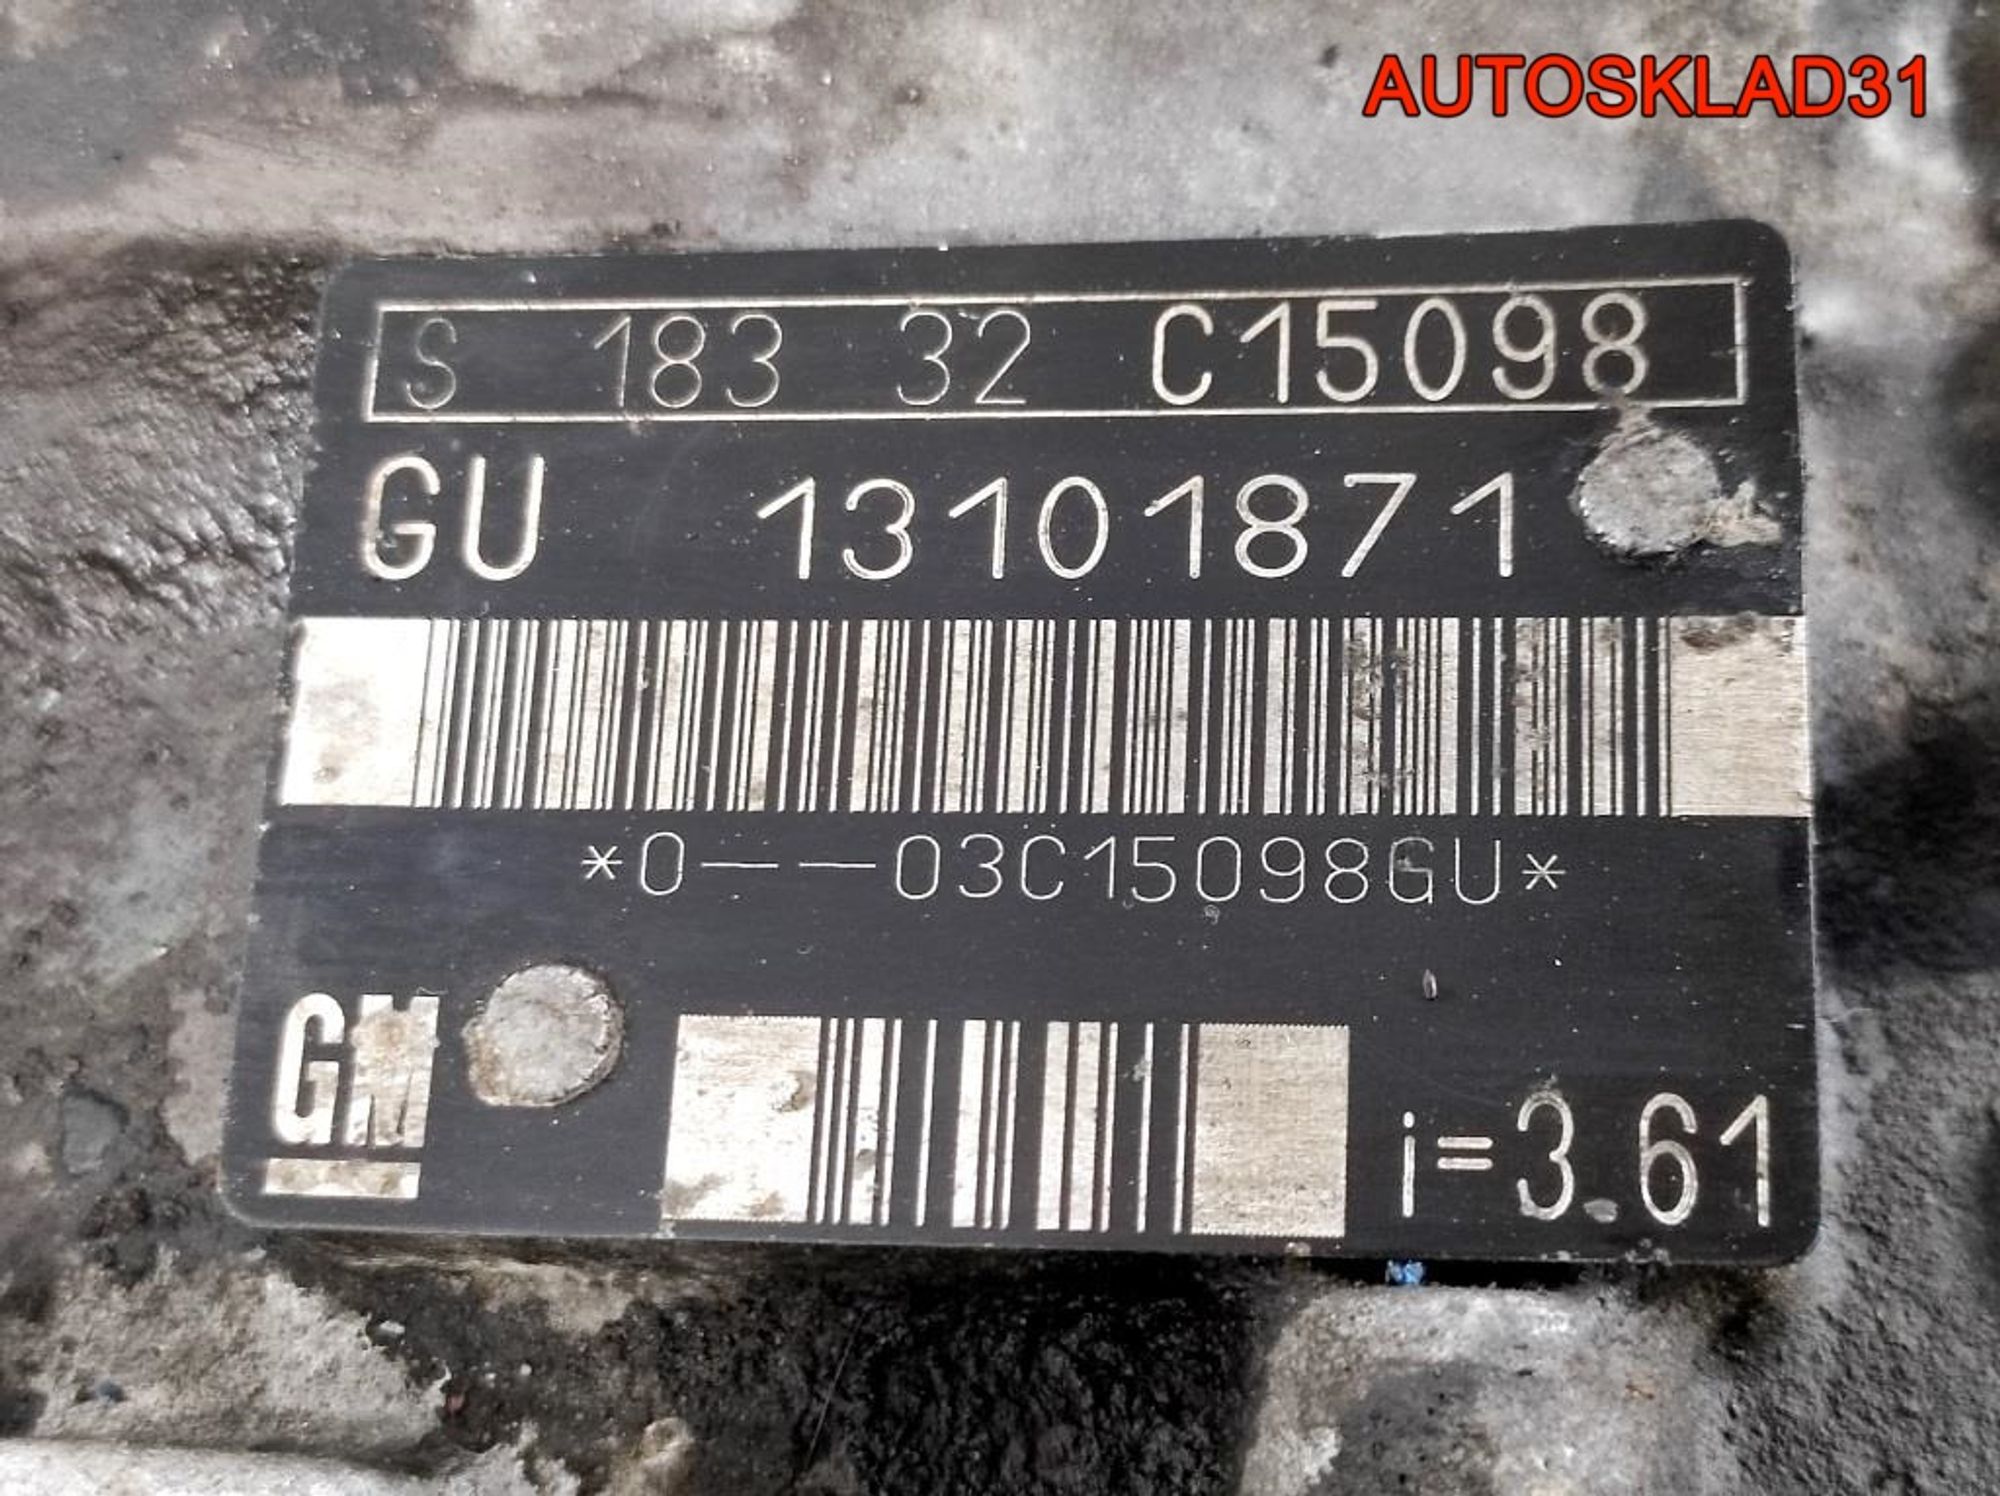 AUTOSKLAD31
S 183 32 C15098
GU 13101871
*0--03C15098GU*
GM
i=3.61